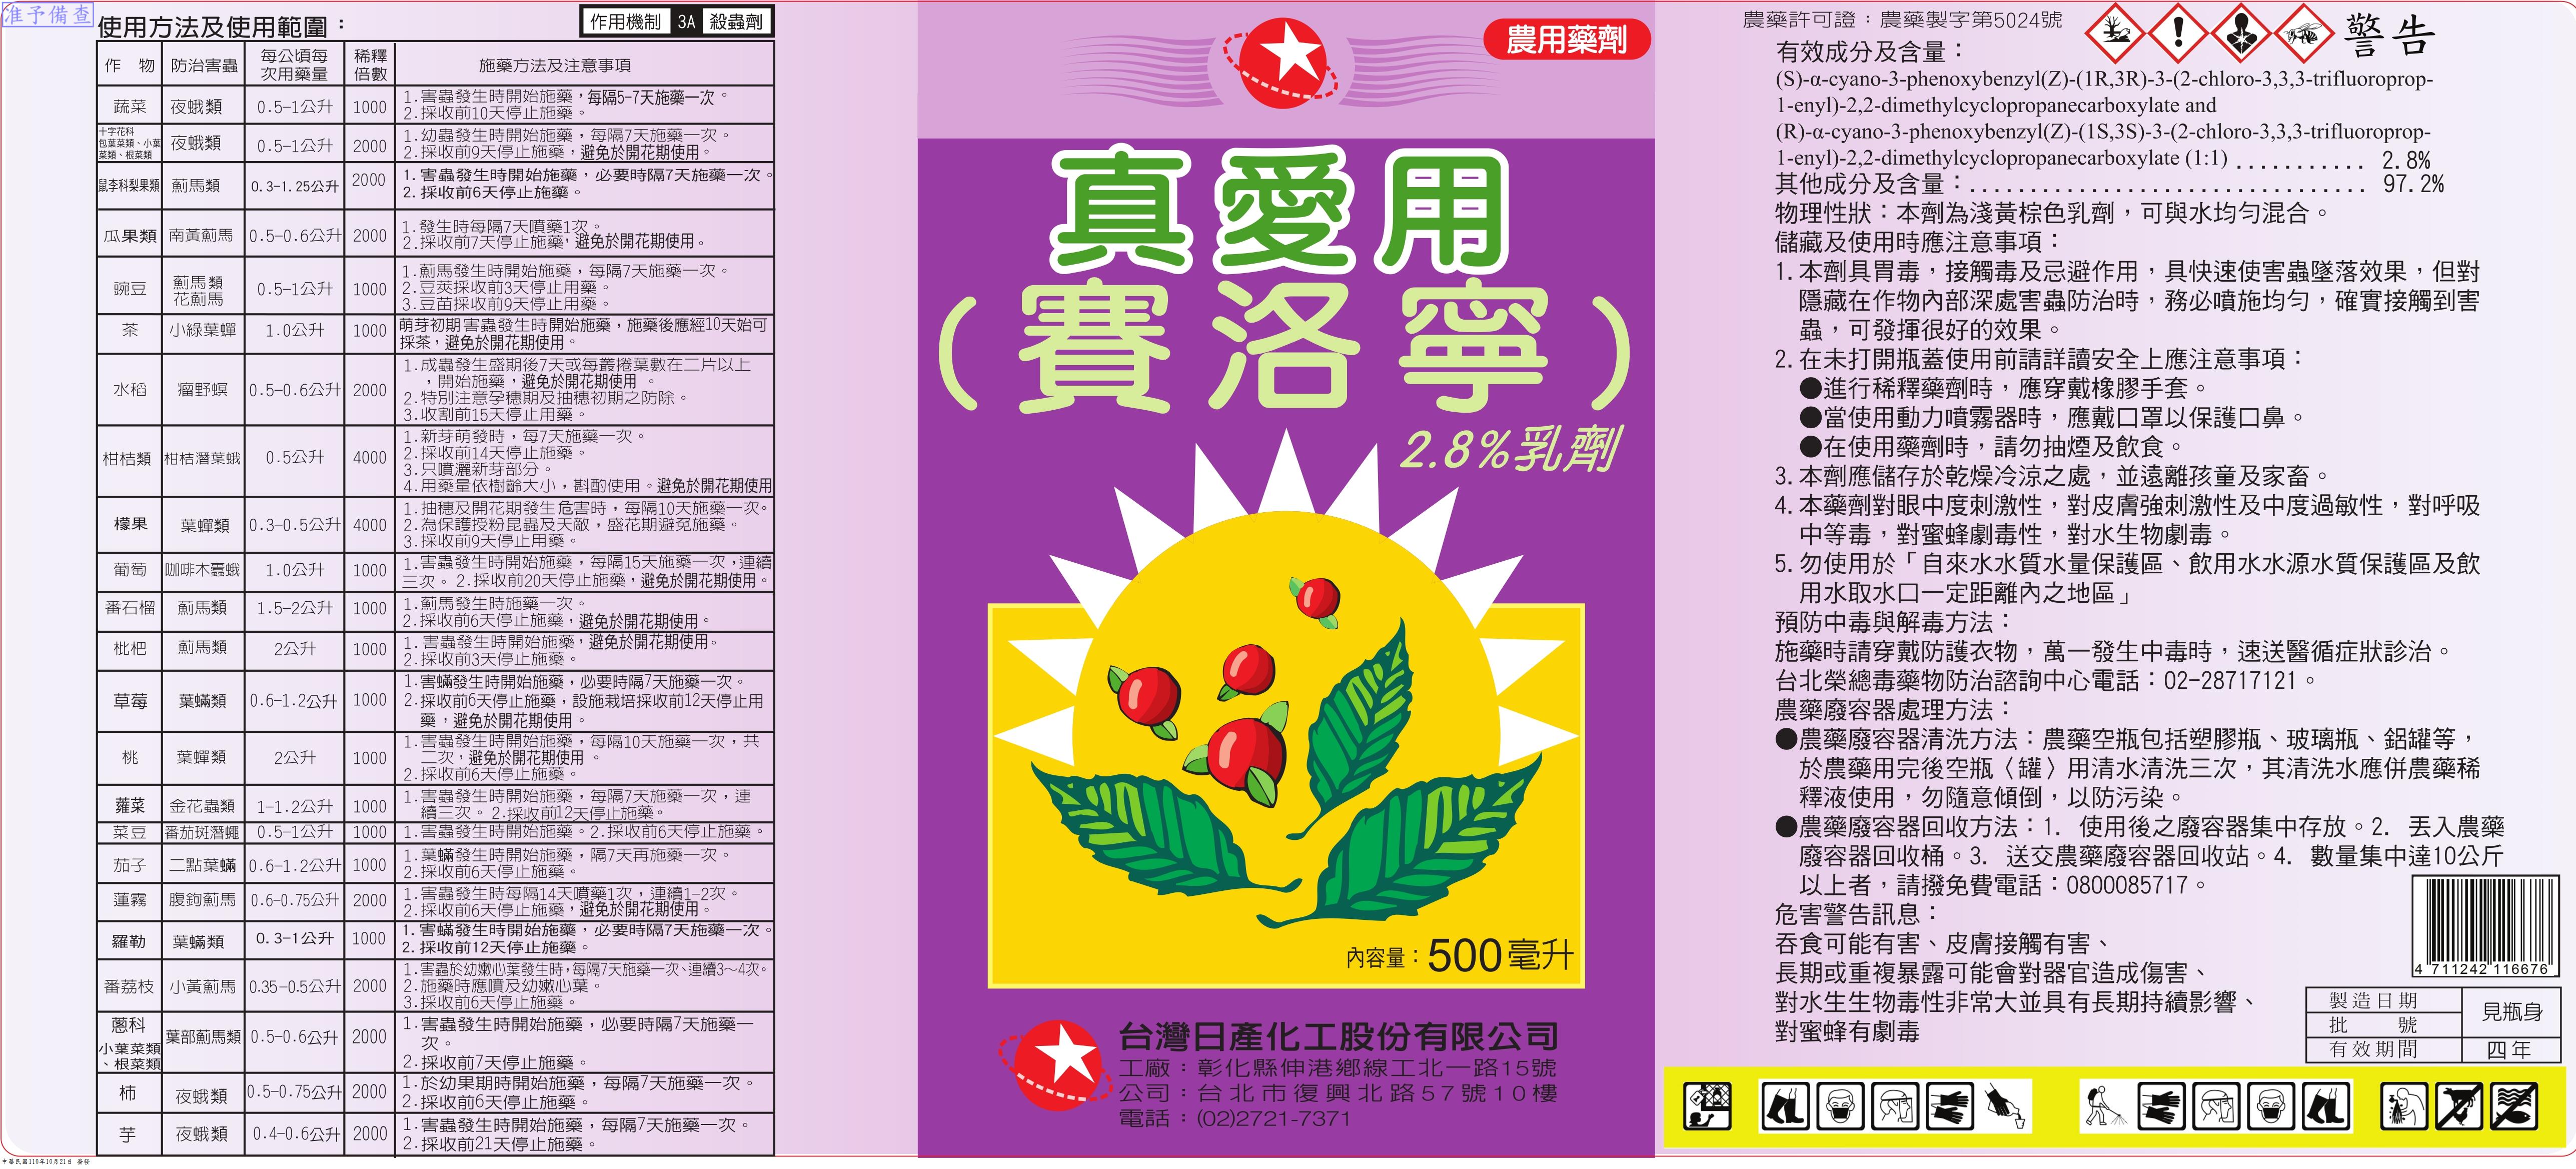 准予備查
使用方法及使用範圍：
作用機制 3A 殺蟲劑
作　物 防治害蟲 每公頃每次用藥量 稀釋倍數 施藥方法及注意事項
蔬菜 夜蛾類 0.5-1公升 1000
1.害蟲發生時開始施藥，每隔5-7天施藥一次。
2.採收前10天停止施藥。
十字花科
包葉菜類、小葉
菜類、根菜類
夜蛾類 0.5-1公升 2000
1.幼蟲發生時開始施藥，每隔7天施藥一次。
2.採收前9天停止施藥，避免於開花期使用。
鼠李科梨果類 薊馬類 0.3-1.25公升 2000
1.害蟲發生時開始施藥，必要時隔7天施藥一次。
2.採收前6天停止施藥。
瓜果類 南黃薊馬 0.5-0.6公升 2000
1.發生時每隔7天噴藥1次。
2.採收前7天停止施藥，避免於開花期使用。
豌豆 薊馬類 花薊馬 0.5-1公升 1000
1.薊馬發生時開始施藥，每隔7天施藥一次。
2.豆莢採收前3天停止用藥。
3.豆苗採收前9天停止用藥。
茶 小綠葉蟬 1.0公升 1000
萌芽初期害蟲發生時開始施藥，施藥後應經10天始可
採茶，避免於開花期使用。
水稻 瘤野螟 0.5-0.6公升 2000
1.成蟲發生盛期後7天或每叢捲葉數在二片以上
，開始施藥，避免於開花期使用 。
2.特別注意孕穗期及抽穗初期之防除。
3.收割前15天停止用藥。
柑桔類 柑桔潛葉蛾 0.5公升 4000
1.新芽萌發時，每7天施藥一次。
2.採收前14天停止施藥。
3.只噴灑新芽部分。
4.用藥量依樹齡大小，斟酌使用。避免於開花期使用
檬果 葉蟬類 0.3-0.5公升 4000
1.抽穗及開花期發生危害時，每隔10天施藥一次。
2.為保護授粉昆蟲及天敵，盛花期避免施藥。
3.採收前9天停止用藥。
葡萄 咖啡木蠹蛾 1.0公升 1000
1.害蟲發生時開始施藥，每隔15天施藥一次，連續
三次。2.採收前20天停止施藥，避免於開花期使用。
番石榴 薊馬類 1.5-2公升 1000
1.薊馬發生時施藥一次。
2.採收前6天停止施藥，避免於開花期使用。
枇杷 薊馬類 2公升 1000
1.害蟲發生時開始施藥，避免於開花期使用。
2.採收前3天停止施藥。
草莓 葉蟎類 0.6-1.2公升 1000
1.害蟎發生時開始施藥，必要時隔7天施藥一次。
2.採收前6天停止施藥，設施栽培採收前12天停止用
藥，避免於開花期使用。
桃 葉蟬類 2公升 1000
1.害蟲發生時開始施藥，每隔10天施藥一次，共
二次，避免於開花期使用 。
2.採收前6天停止施藥。
蕹菜 金花蟲類 1-1.2公升 1000
1.害蟲發生時開始施藥，每隔7天施藥一次，連
續三次。2.採收前12天停止施藥。
菜豆 番茄斑潛蠅 0.5-1公升 1000 1.害蟲發生時開始施藥。2.採收前6天停止施藥。
茄子 二點葉蟎 0.6-1.2公升 1000
1.葉蟎發生時開始施藥，隔7天再施藥一次。
2.採收前6天停止施藥。
蓮霧 腹鉤薊馬 0.6-0.75公升 2000
1.害蟲發生時每隔14天噴藥1次，連續1-2次。
2.採收前6天停止施藥，避免於開花期使用。
羅勒 葉蟎類 0.3-1公升 1000
1.害蟎發生時開始施藥，必要時隔7天施藥一次。
2.採收前12天停止施藥。
番荔枝 小黃薊馬 0.35-0.5公升 2000
1.害蟲於幼嫩心葉發生時，每隔7天施藥一次、連續3~4次。
2.施藥時應噴及幼嫩心葉。
3.採收前6天停止施藥。
蔥科
小葉菜類
、根菜類
葉部薊馬類 0.5-0.6公升 2000
1.害蟲發生時開始施藥，必要時隔7天施藥一
次。
2.採收前7天停止施藥。
柿 夜蛾類 0.5-0.75公升 2000
1.於幼果期時開始施藥，每隔7天施藥一次。
2.採收前6天停止施藥。
芋 夜蛾類 0.4-0.6公升 2000
1.害蟲發生時開始施藥，每隔7天施藥一次。
2.採收前21天停止施藥。
中華民國110年10月21日 簽發
農用藥劑
真愛用
（賽洛寧）
2.8%乳劑
內容量：500毫升
台灣日產化工股份有限公司
工廠：彰化縣伸港鄉線工北一路15號
公司：台北市復興北路57號10樓
電話：(02)2721-7371
農藥許可證：農藥製字第5024號
警告
有效成分及含量：
(S)-α-cyano-3-phenoxybenzyl(Z)-(1R,3R)-3-(2-chloro-3,3,3-trifluoroprop-
1-enyl)-2,2-dimethylcyclopropanecarboxylate and
(R)-α-cyano-3-phenoxybenzyl(Z)-(1S,3S)-3-(2-chloro-3,3,3-trifluoroprop-
1-enyl)-2,2-dimethylcyclopropanecarboxylate (1:1) ........... 2.8%
其他成分及含量：................................. 97.2%
物理性狀：本劑為淺黃棕色乳劑，可與水均勻混合。
儲藏及使用時應注意事項：
1.本劑具胃毒，接觸毒及忌避作用，具快速使害蟲墜落效果，但對
隱藏在作物內部深處害蟲防治時，務必噴施均勻，確實接觸到害
蟲，可發揮很好的效果。
2.在未打開瓶蓋使用前請詳讀安全上應注意事項：
●進行稀釋藥劑時，應穿戴橡膠手套。
●當使用動力噴霧器時，應戴口罩以保護口鼻。
●在使用藥劑時，請勿抽煙及飲食。
3.本劑應儲存於乾燥冷涼之處，並遠離孩童及家畜。
4.本藥劑對眼中度刺激性，對皮膚強刺激性及中度過敏性，對呼吸
中等毒，對蜜蜂劇毒性，對水生物劇毒。
5.勿使用於「自來水水質水量保護區、飲用水水源水質保護區及飲
用水取水口一定距離內之地區」
預防中毒與解毒方法：
施藥時請穿戴防護衣物，萬一發生中毒時，速送醫循症狀診治。
台北榮總毒藥物防治諮詢中心電話：02-28717121。
農藥廢容器處理方法：
●農藥廢容器清洗方法：農藥空瓶包括塑膠瓶、玻璃瓶、鋁罐等，
於農藥用完後空瓶〈罐〉用清水清洗三次，其清洗水應併農藥稀
釋液使用，勿隨意傾倒，以防污染。
●農藥廢容器回收方法：1. 使用後之廢容器集中存放。2. 丟入農藥
廢容器回收桶。3. 送交農藥廢容器回收站。4. 數量集中達10公斤
以上者，請撥免費電話：0800085717。
危害警告訊息：
吞食可能有害、皮膚接觸有害、
長期或重複暴露可能會對器官造成傷害、
對水生生物毒性非常大並具有長期持續影響、
對蜜蜂有劇毒
4 711242 116676
製造日期 見瓶身
批　　號
有效期間 四年